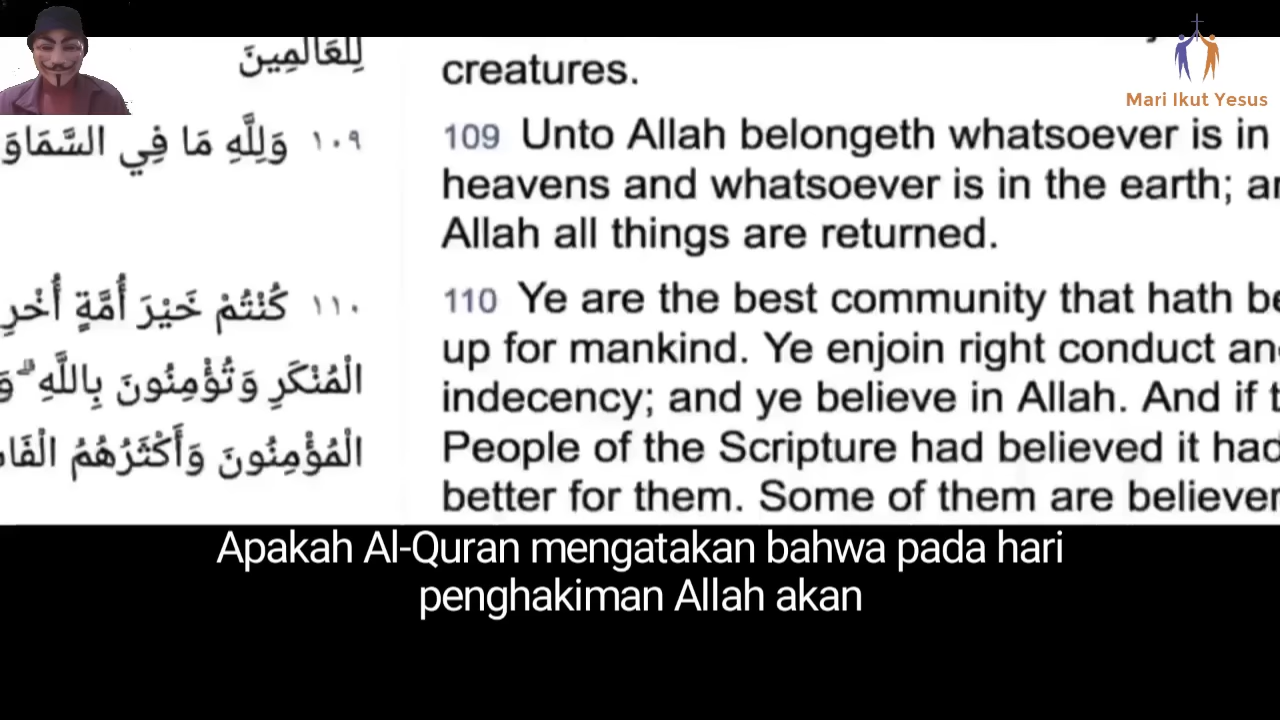 لِلْعَالَمِينَ
creatures.
Mari Ikut Yesus
١٠٩ وَلِلَّهِ مَا فِي
109 Unto Allah belongeth whatsoever is in
heavens and whatsoever is in the earth;
Allah all things are returned.
١١٠ كُنْتُمْ خَيْرَ أُمَّةٍ
110 Ye are the best community that hath
up for mankind. Ye enjoin right conduct
الْمُنْكَرِ وَتُؤْمِنُونَ بِاللَّهِ ۗ
indecency; and ye believe in Allah. And if
الْمُؤْمِنُونَ وَأَكْثَرُهُمُ
People of the Scripture had believed it had
better for them. Some of them are
Apakah Al-Quran mengatakan bahwa pada hari
penghakiman Allah akan